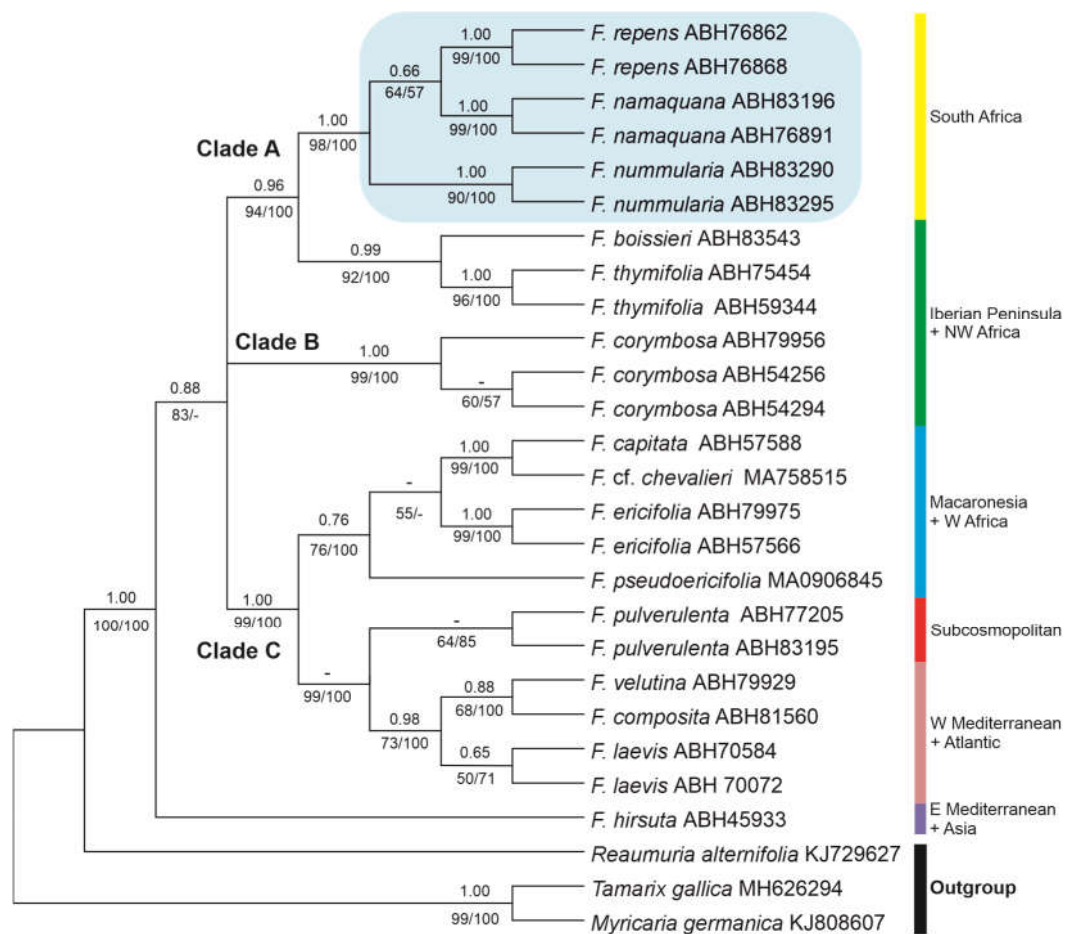 1.00
F. repens ABH76862
99/100
F. repens ABH76868
0.66
64/57
1.00
F. namaquana ABH83196
99/100
F. namaquana ABH76891
South Africa
1.00
98/100
Clade A
1.00
F. nummularia ABH83290
90/100
F. nummularia ABH83295
0.96
94/100
F. boissieri ABH83543
0.99
92/100
1.00
F. thymifolia ABH75454
96/100
F. thymifolia ABH59344
Iberian Peninsula
+ NW Africa
Clade B
1.00
F. corymbosa ABH79956
99/100
-
F. corymbosa ABH54256
60/57
F. corymbosa ABH54294
0.88
83/-
1.00
F. capitata ABH57588
99/100
F. cf. chevalieri MA758515
-
55/-
1.00
F. ericifolia ABH79975
99/100
F. ericifolia ABH57566
Macaronesia
+ W Africa
0.76
76/100
F. pseudoericifolia MA0906845
1.00
100/100
1.00
99/100
Clade C
-
F. pulverulenta ABH77205
64/85
F. pulverulenta ABH83195
Subcosmopolitan
-
99/100
0.88
F. velutina ABH79929
68/100
F. composita ABH81560
0.98
73/100
0.65
F. laevis ABH70584
50/71
F. laevis ABH 70072
W Mediterranean
+ Atlantic
F. hirsuta ABH45933
E Mediterranean
+ Asia
Reaumuria alternifolia KJ729627
1.00
Tamarix gallica MH626294
99/100
Myricaria germanica KJ808607
Outgroup